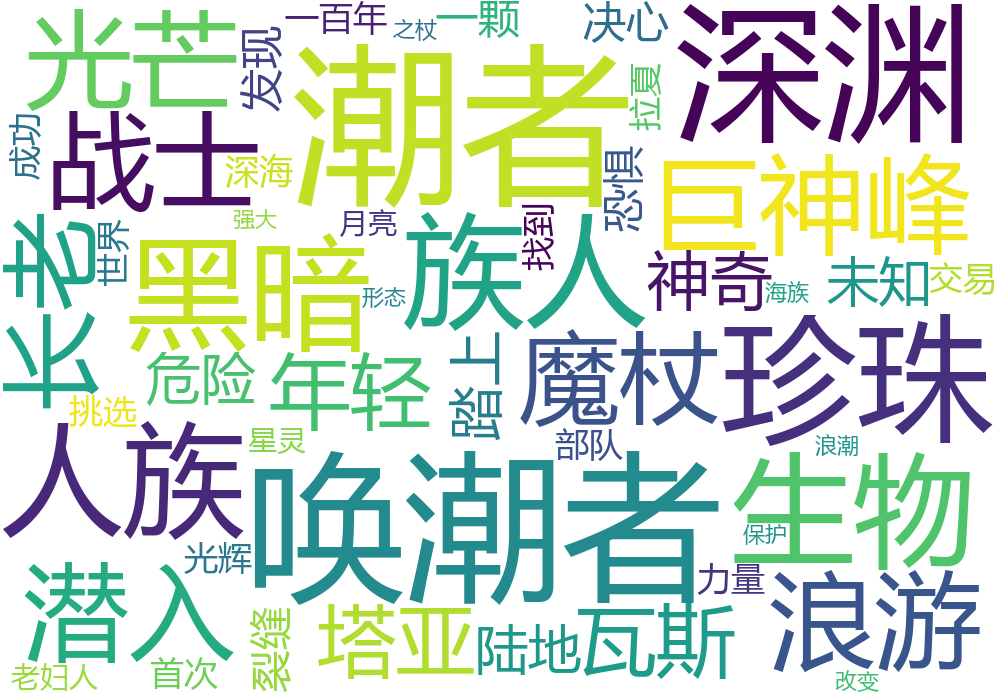 光芒
发现
一百年
之杖
一颗
决心
深渊
潮者
拉夏
成功
战士
深海
恐惧
巨神峰
强大
月亮
找到
长老
世界
黑暗
形态
族人
神奇
海族
未知
交易
危险
年轻
踏上
魔杖
珍珠
挑选
星灵
部队
浪潮
人族
唤潮者
生物
保护
光辉
力量
潜入
裂缝
塔亚
陆地
瓦斯
浪游
老妇人
首次
改变